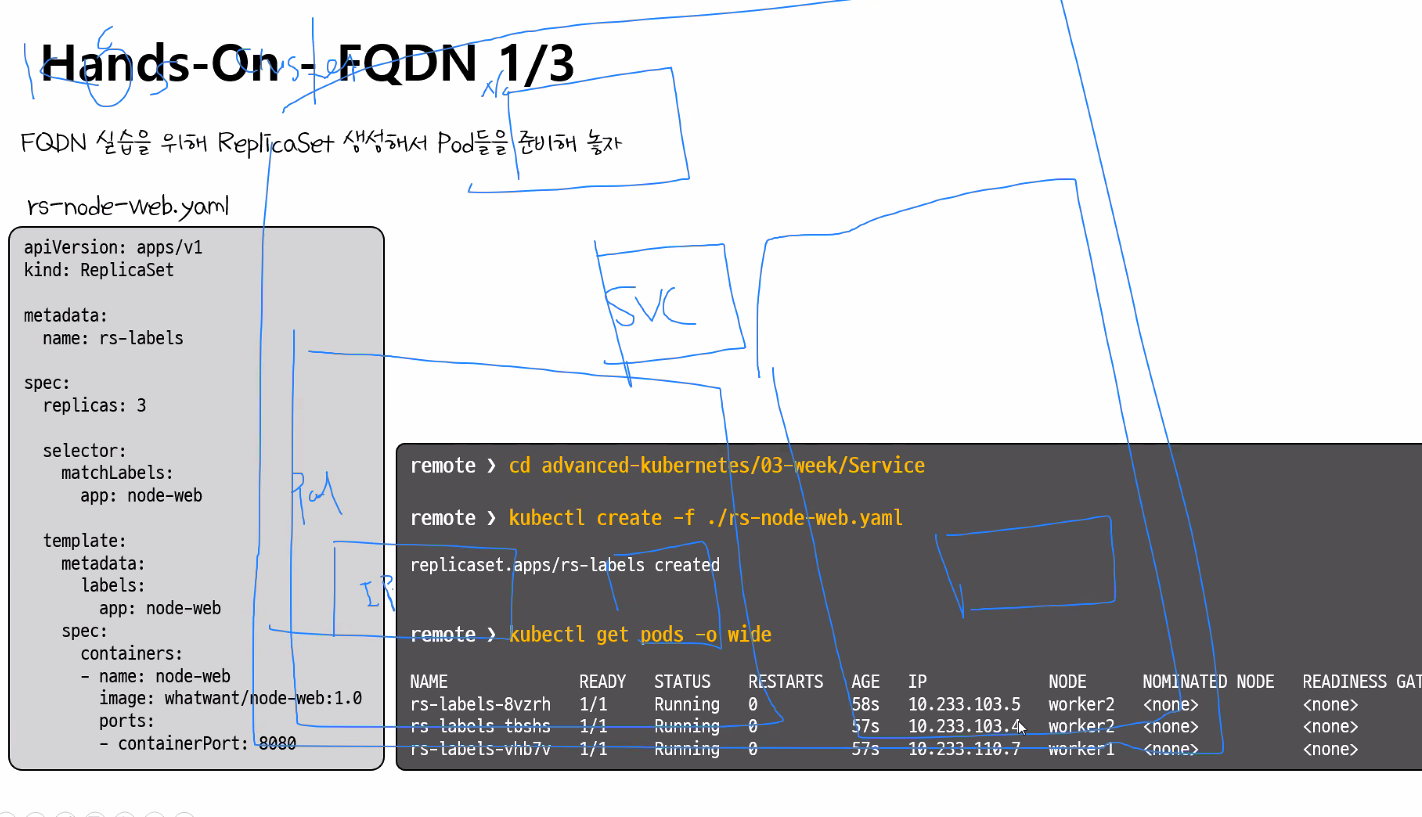 Hands-On - FQDN 1/3
k8s cluster
FQDN 실습을 위해 ReplicaSet 생성해서 Pod들을 준비해 놓자
rs-node-web.yaml
apiVersion: apps/v1
kind: ReplicaSet
metadata:
name: rs-labels
spec:
replicas: 3
selector:
matchLabels:
app: node-web
template:
metadata:
labels:
app: node-web
spec:
containers:
- name: node-web
image: whatwant/node-web:1.0
ports:
- containerPort: 8080
SVC
Pod
IP
remote ❯ cd advanced-kubernetes/03-week/Service
remote ❯ kubectl create -f ./rs-node-web.yaml
replicaset.apps/rs-labels created
remote ❯ kubectl get pods -o wide
NAME READY STATUS RESTARTS AGE IP NODE NOMINATED NODE READINESS GAT
rs-labels-8vzrh 1/1 Running 0 58s 10.233.103.5 worker2 <none> <none>
rs-labels-tbshs 1/1 Running 0 57s 10.233.103.4 worker2 <none> <none>
rs-labels-vhb7v 1/1 Running 0 57s 10.233.110.7 worker1 <none> <none>